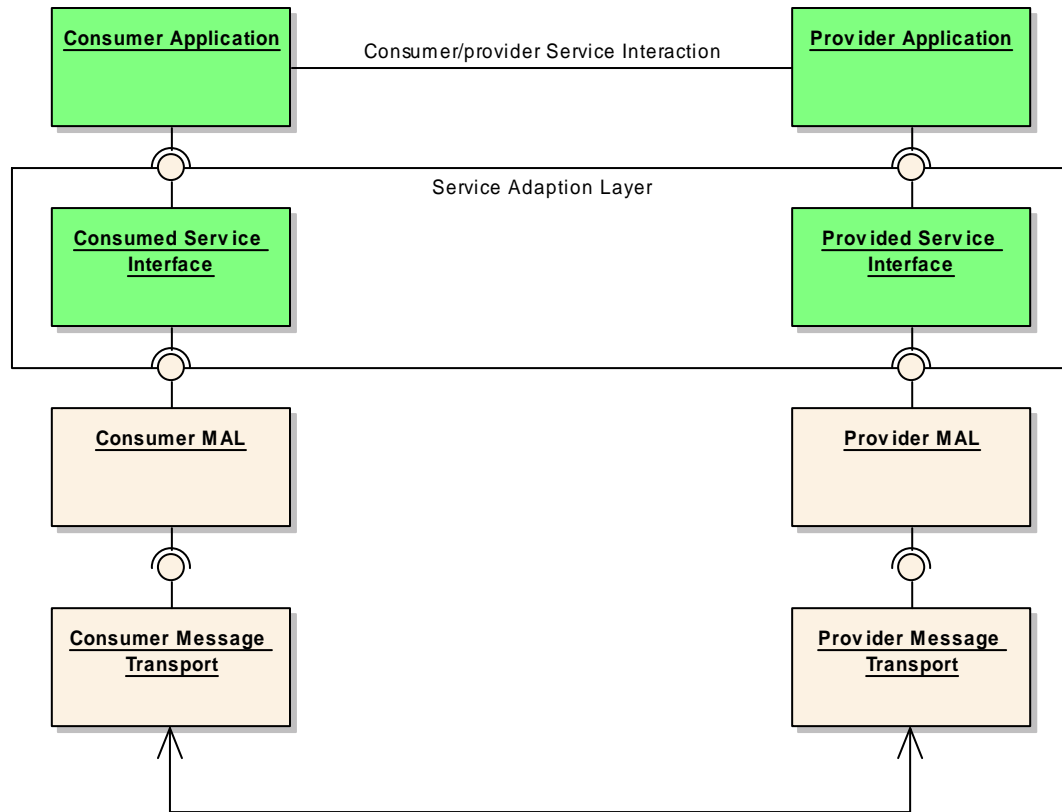 Consumer Application
Provider Application
Consumer/provider Service Interaction
Service Adaption Layer
Consumed Service
Interface
Provided Service
Interface
Consumer MAL
Provider MAL
Consumer Message
Transport
Provider Message
Transport